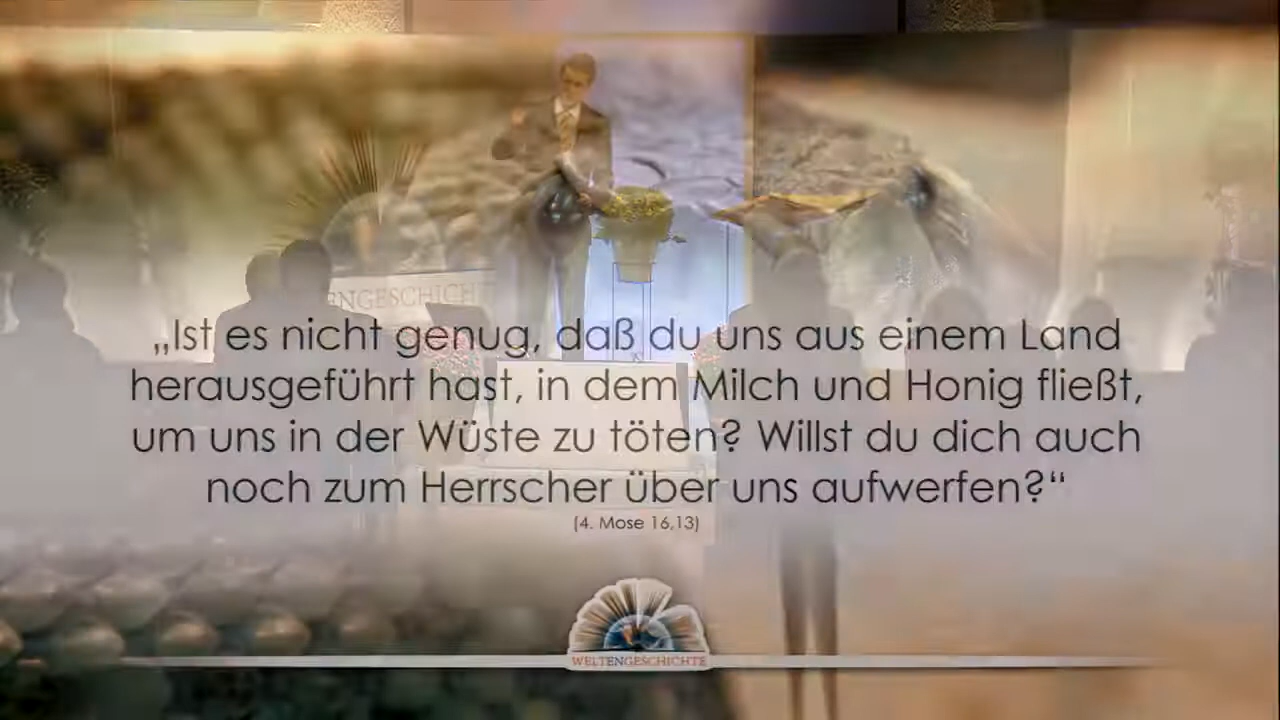 ENGESCHICH
„Ist es nicht genug, daß du uns aus einem Land
herausgeführt hast, in dem Milch und Honig fließt,
um uns in der Wüste zu töten? Willst du dich auch
noch zum Herrscher über uns aufwerfen?“
(4. Mose 16,13)
WELTENGESCHICHTE